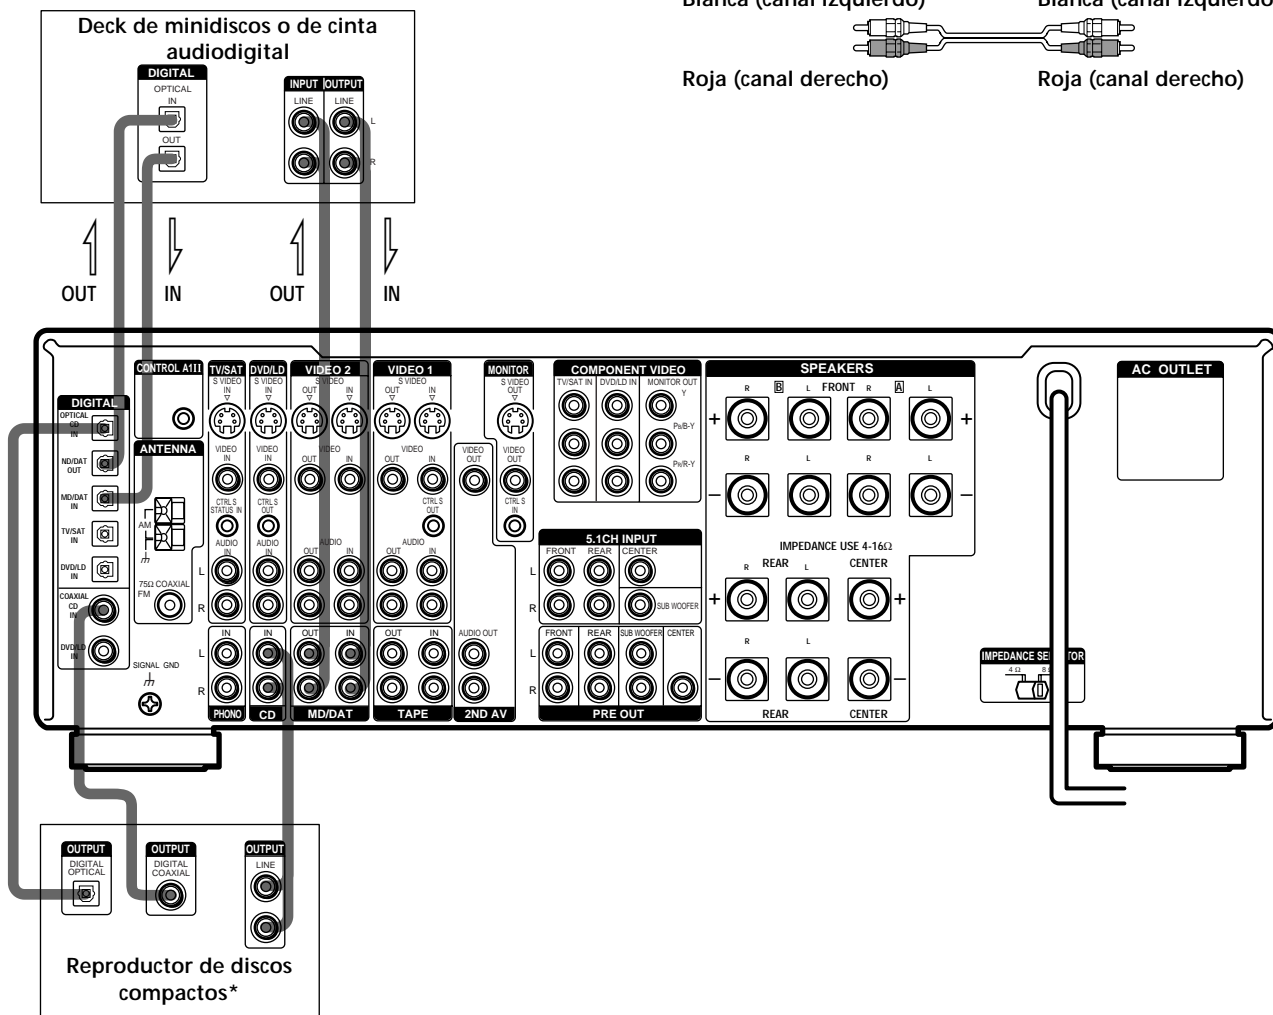 Blanca (canal izquierdo) Blanca (canal izquierdo
Roja (canal derecho) Roja (canal derecho)
Deck de minidiscos o de cinta
audiodigital
DIGITAL
OPTICAL
IN
OUT
INPUT OUTPUT
LINE LINE
L
R
OUT IN OUT IN
DIGITAL
OPTICAL
CD
IN
ND/DAT
OUT
MD/DAT
IN
TV/SAT
IN
DVD/LD
IN
COAXIAL
CD
IN
DVD/LD
IN
CONTROL A1II
ANTENNA
AM
75Ω COAXIAL
FM
SIGNAL GND
TV/SAT
S VIDEO
IN
VIDEO
IN
CTRL S
STATUS IN
AUDIO
IN
L
R
DVD/LD
S VIDEO
IN
VIDEO
IN
CTRL S
OUT
AUDIO
IN
VIDEO 2
S VIDEO
OUT IN
VIDEO
OUT IN
AUDIO
OUT IN
VIDEO 1
S VIDEO
OUT IN
VIDEO
OUT IN
CTRL S
OUT
AUDIO
OUT IN
VIDEO
OUT
MONITOR
S VIDEO
OUT
VIDEO
OUT
CTRL S
IN
IN IN OUT IN OUT IN AUDIO OUT
L
R
PHONO CD MD/DAT TAPE 2ND AV
COMPONENT VIDEO
TV/SAT IN DVD/LD IN MONITOR OUT
Y
PB/B-Y
PR/R-Y
5.1CH INPUT
FRONT REAR CENTER
L
R
SUB WOOFER
FRONT REAR SUB WOOFER CENTER
L
R
PRE OUT
SPEAKERS
R B L FRONT R A L
+ +
R L R L
– –
IMPEDANCE USE 4-16Ω
R REAR L CENTER
+ +
R L
– –
REAR CENTER
AC OUTLET
IMPEDANCE SELECTOR
4 Ω 8
OUTPUT
DIGITAL
OPTICAL
OUTPUT
DIGITAL
COAXIAL
OUTPUT
LINE
Reproductor de discos
compactos*